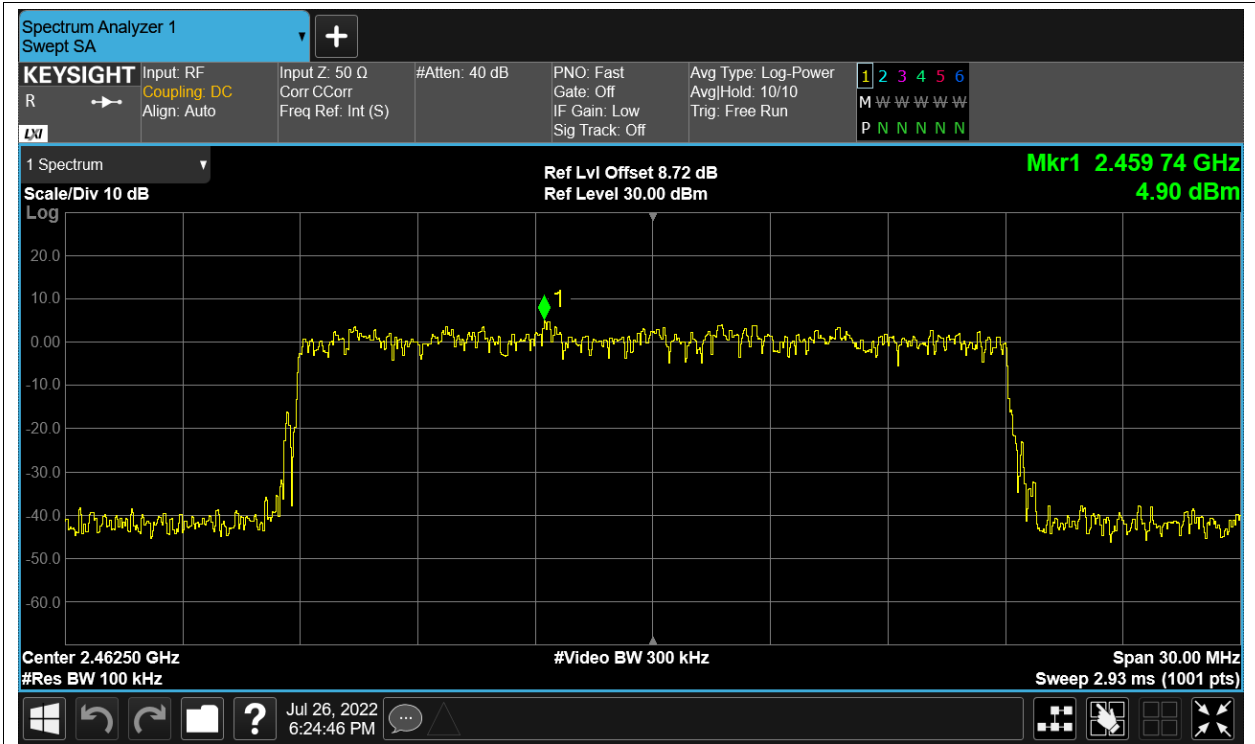 Spectrum Analyzer 1
Swept SA
+
KEYSIGHT
R
LXI
Input: RF
Coupling: DC
Align: Auto
Input Z: 50 Ω
Corr CCorr
Freq Ref: Int (S)
#Atten: 40 dB
PNO: Fast
Gate: Off
IF Gain: Low
Sig Track: Off
Avg Type: Log-Power
Avg|Hold: 10/10
Trig: Free Run
1 2 3 4 5 6
M W W W W W
P N N N N N
1 Spectrum
Scale/Div 10 dB
Log
Ref Lvl Offset 8.72 dB
Ref Level 30.00 dBm
Mkr1 2.459 74 GHz
4.90 dBm
20.0
10.0
0.00
-10.0
-20.0
-30.0
-40.0
-50.0
-60.0
1
Center 2.46250 GHz
#Res BW 100 kHz
#Video BW 300 kHz
Span 30.00 MHz
Sweep 2.93 ms (1001 pts)
?
Jul 26, 2022
6:24:46 PM